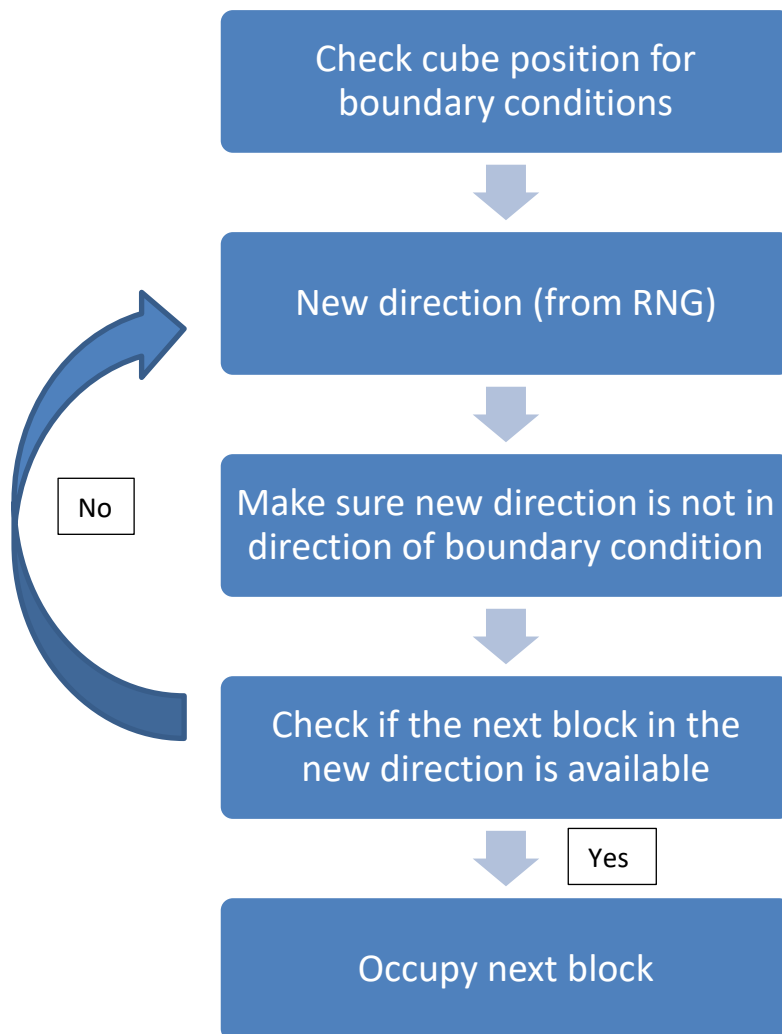 Check cube position for
boundary conditions
New direction (from RNG)
No
Make sure new direction is not in
direction of boundary condition
Check if the next block in the
new direction is available
Yes
Occupy next block